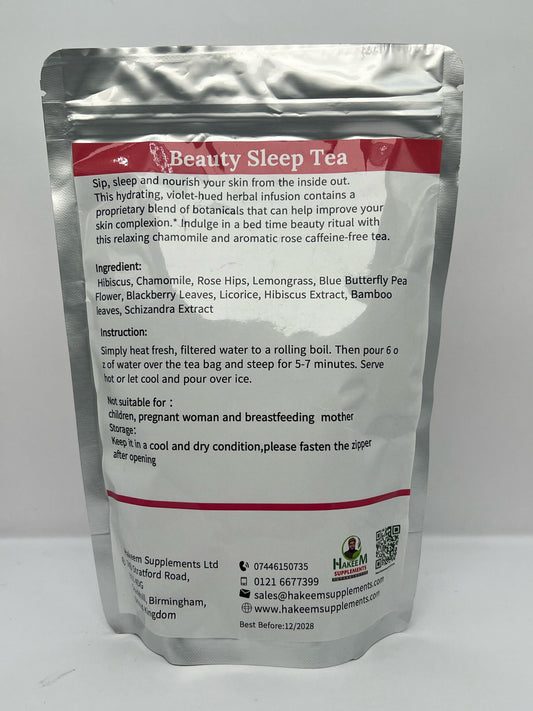 Beauty Sleep Tea
Sip, sleep and nourish your skin from the inside out.
This hydrating, violet-hued herbal infusion contains a
proprietary blend of botanicals that can help improve your
skin complexion.* Indulge in a bed time beauty ritual with
this relaxing chamomile and aromatic rose caffeine-free tea.
Ingredient:
Hibiscus, Chamomile, Rose Hips, Lemongrass, Blue Butterfly Pea
Flower, Blackberry Leaves, Licorice, Hibiscus Extract, Bamboo
leaves, Schizandra Extract
Instruction:
Simply heat fresh, filtered water to a rolling boil. Then pour 6 o
z of water over the tea bag and steep for 5-7 minutes. Serve
hot or let cool and pour over ice.
Not suitable for :
children, pregnant woman and breastfeeding mother
Storage:
Keep it in a cool and dry condition,please fasten the zipper
after opening
Supplements Ltd
Stratford Road,
Birmingham,
07446150735
0121 6677399
sales@hakeemsupplements.com
www.hakeemsupplements.com
Best Before:12/2028
HAKEEM
SUPPLEMENTS